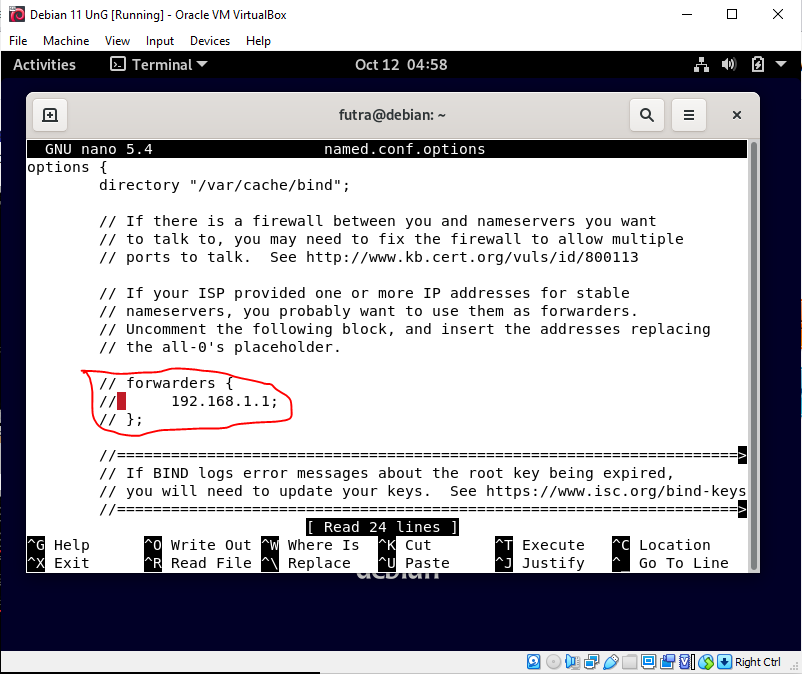 Debian 11 UnG [Running] - Oracle VM VirtualBox
File Machine View Input Devices Help
Activities Terminal Oct 12 04:58
futra@debian: ~
GNU nano 5.4 named.conf.options
options {
directory "/var/cache/bind";
// If there is a firewall between you and nameservers you want
// to talk to, you may need to fix the firewall to allow multiple
// ports to talk.  See http://www.kb.cert.org/vuls/id/800113
// If your ISP provided one or more IP addresses for stable
// nameservers, you probably want to use them as forwarders.
// Uncomment the following block, and insert the addresses replacing
// the all-0's placeholder.
// forwarders {
//      192.168.1.1;
// };
//=====================================================================>
// If BIND logs error messages about the root key being expired,
// you will need to update your keys.  See https://www.isc.org/bind-keys
//=====================================================================>
[ Read 24 lines ]
^G Help ^O Write Out ^W Where Is ^K Cut ^T Execute ^C Location
^X Exit ^R Read File ^\ Replace ^U Paste ^J Justify ^_ Go To Line
debian
Right Ctrl